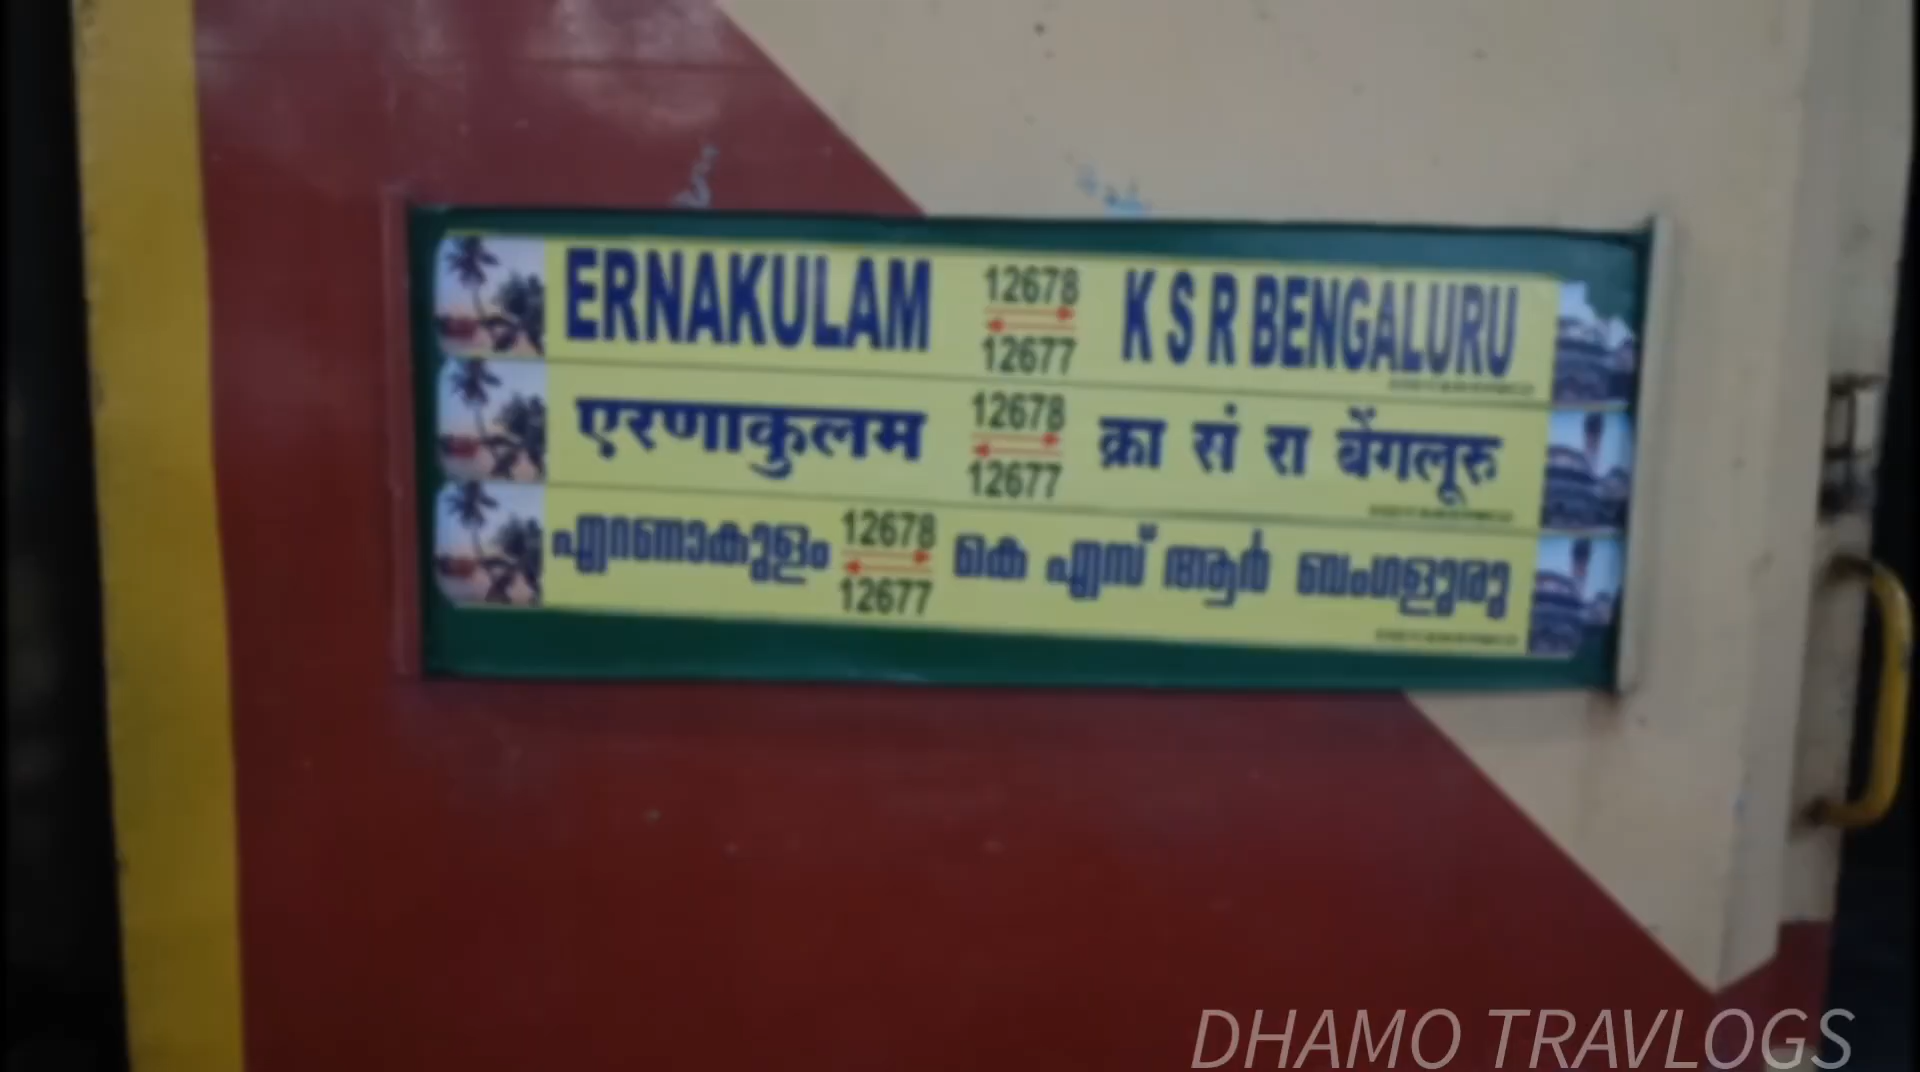 ERNAKULAM 12678 K S R BENGALURU
12677
एरणाकुलम 12678 क्रा सं रा बेंगलूरु
12677
എറണാകുളം 12678 കെ എസ് ആർ ബംഗളൂരു
12677
DHAMO TRAVLOGS